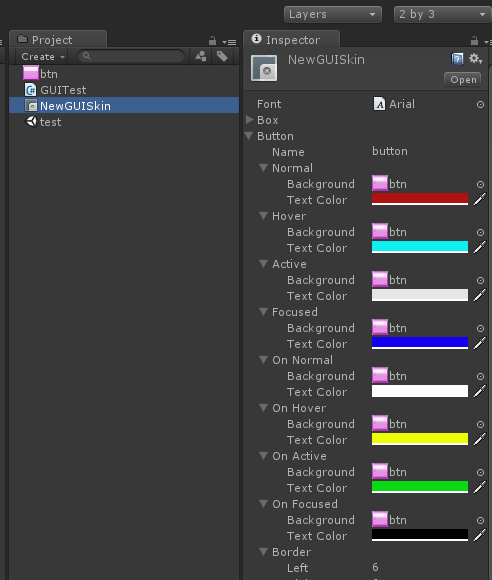 Layers
2 by 3
Project
Create
btn
GUITest
NewGUISkin
test
Inspector
NewGUISkin
Open
Font Arial
Box
Button
Name button
Normal
Background btn
Text Color
Hover
Background btn
Text Color
Active
Background btn
Text Color
Focused
Background btn
Text Color
On Normal
Background btn
Text Color
On Hover
Background btn
Text Color
On Active
Background btn
Text Color
On Focused
Background btn
Text Color
Border
Left 6